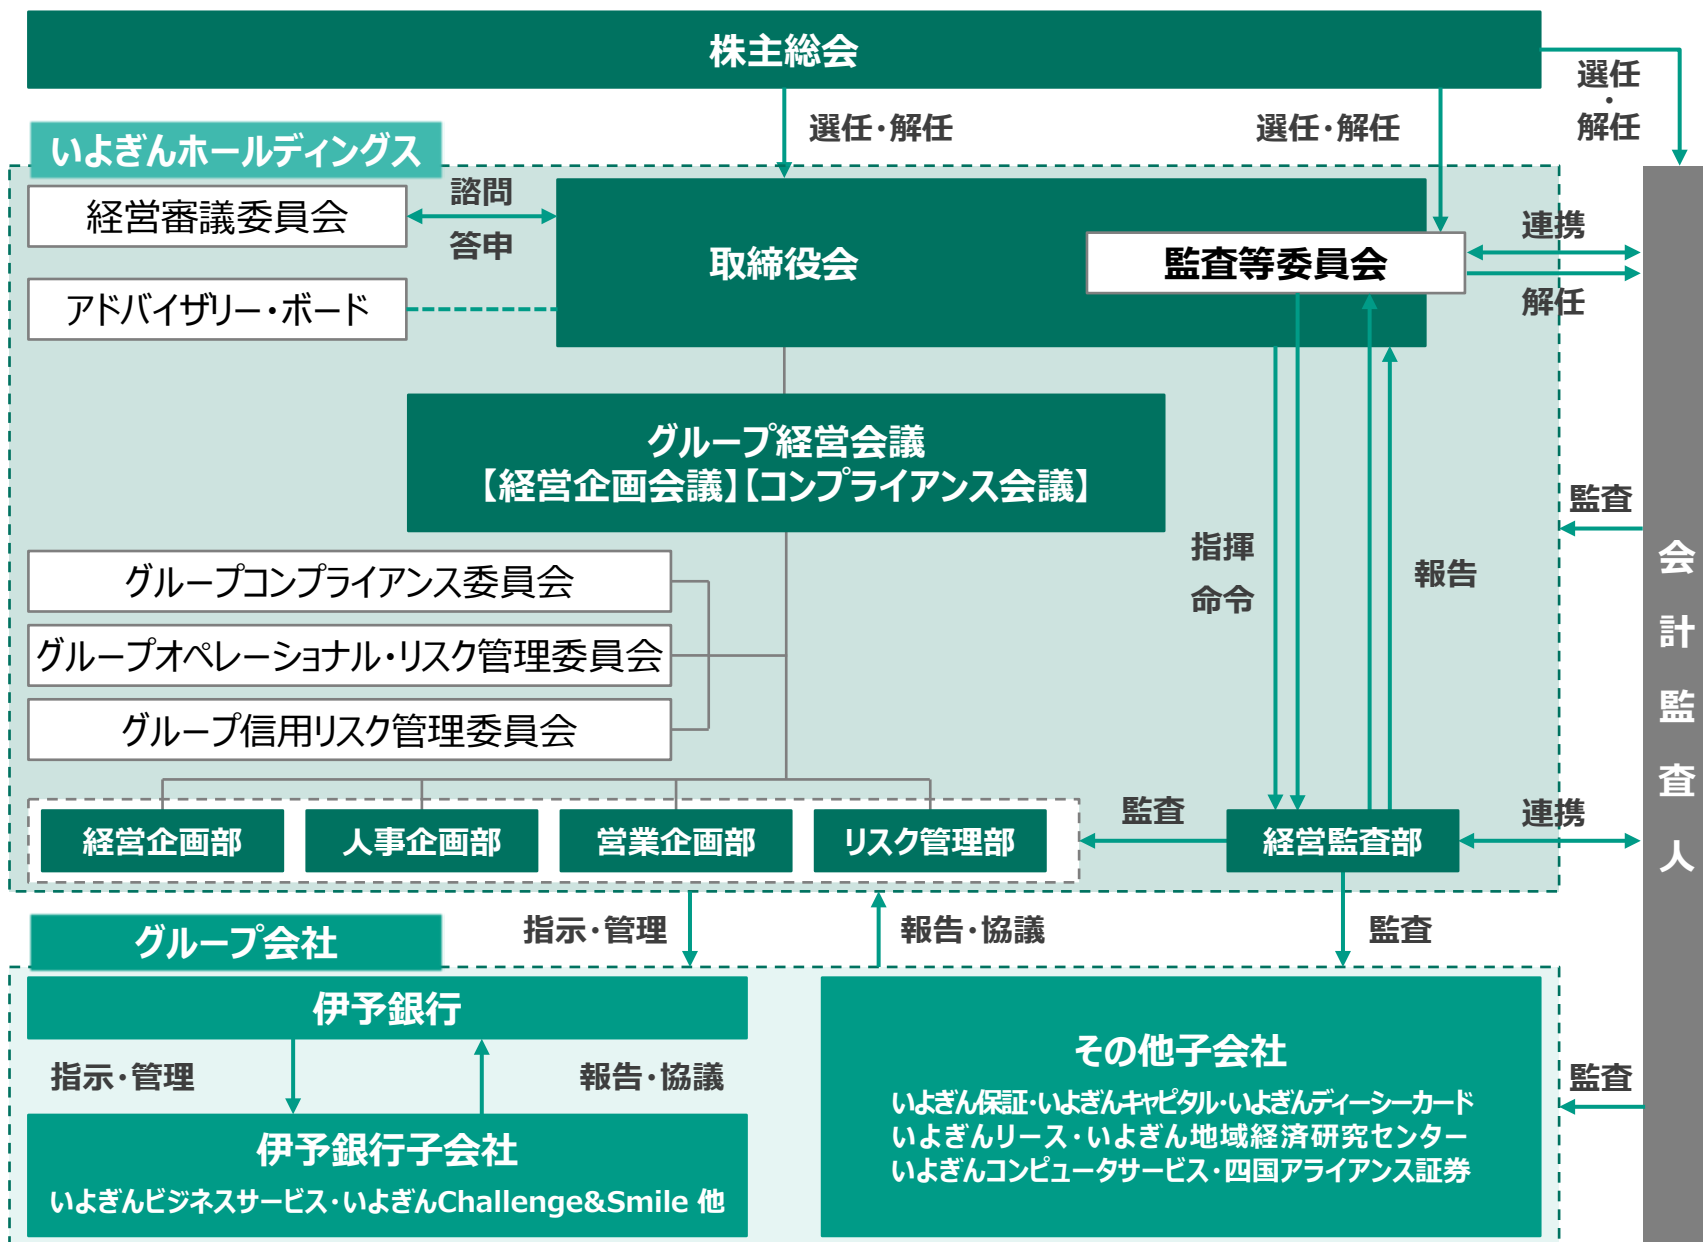 株主総会
選任・解任
選任・解任
選任
・
解任
いよぎんホールディングス
経営審議委員会
諮問
答申
アドバイザリー・ボード
取締役会
監査等委員会
連携
解任
グループ経営会議
【経営企画会議】【コンプライアンス会議】
監査
指揮
命令
報告
会計監査人
グループコンプライアンス委員会
グループオペレーショナル・リスク管理委員会
グループ信用リスク管理委員会
経営企画部
人事企画部
営業企画部
リスク管理部
監査
経営監査部
連携
指示・管理
報告・協議
監査
グループ会社
伊予銀行
指示・管理
報告・協議
伊予銀行子会社
いよぎんビジネスサービス・いよぎんChallenge&Smile 他
その他子会社
いよぎん保証・いよぎんキャピタル・いよぎんディーシーカード
いよぎんリース・いよぎん地域経済研究センター
いよぎんコンピュータサービス・四国アライアンス証券
監査